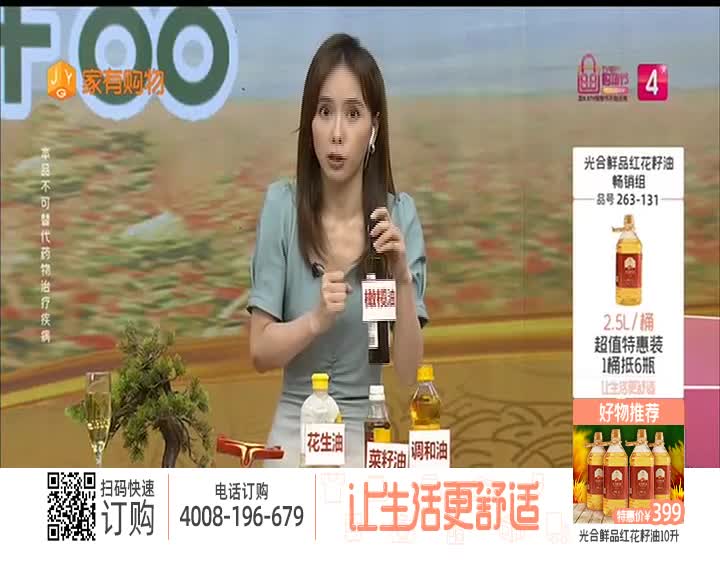 +00
JYG 家有购物
4
本品不可替代药物治疗疾病
光合鲜品红花籽油
畅销组
品号 263-131
2.5L/桶
超值特惠装
1桶抵6瓶
让生活更舒适
橄榄油
花生油
菜籽油
调和油
好物推荐
特惠价¥399
光合鲜品红花籽油10升
扫码快速
订购
电话订购
4008-196-679
让生活更舒适